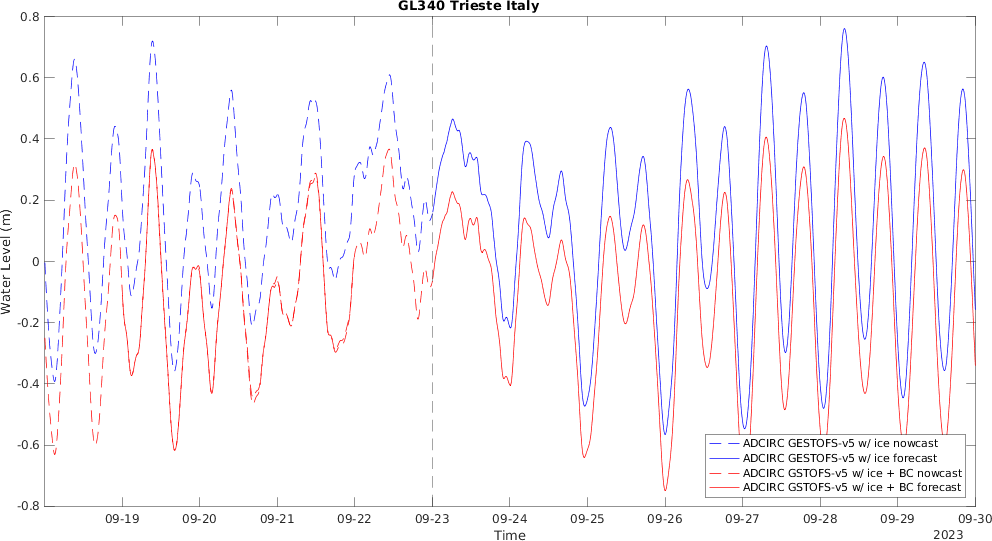 GL340 Trieste Italy
0.8
0.6
0.4
0.2
0
-0.2
-0.4
-0.6
-0.8
Water Level (m)
ADCIRC GESTOFS-v5 w/ ice nowcast
ADCIRC GESTOFS-v5 w/ ice forecast
ADCIRC GSTOFS-v5 w/ ice + BC nowcast
ADCIRC GSTOFS-v5 w/ ice + BC forecast
09-19 09-20 09-21 09-22 09-23 09-24 09-25 09-26 09-27 09-28 09-29 09-30
Time
2023